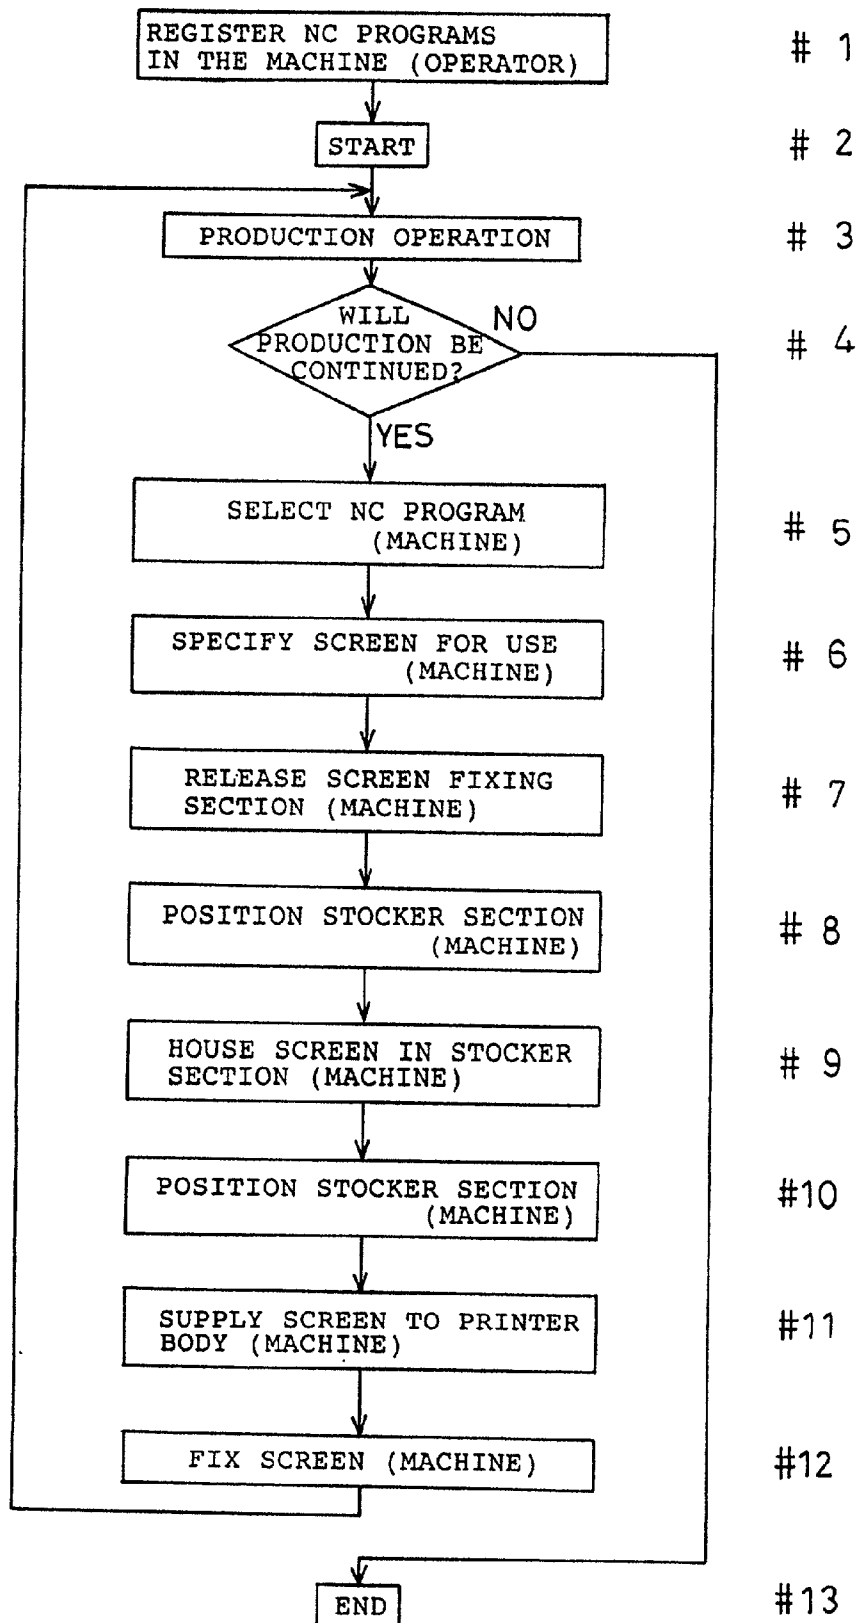 REGISTER NC PROGRAMS
IN THE MACHINE (OPERATOR)
# 1
START
# 2
PRODUCTION OPERATION
# 3
WILL
PRODUCTION BE
CONTINUED?
NO
# 4
YES
SELECT NC PROGRAM
(MACHINE)
# 5
SPECIFY SCREEN FOR USE
(MACHINE)
# 6
RELEASE SCREEN FIXING
SECTION (MACHINE)
# 7
POSITION STOCKER SECTION
(MACHINE)
# 8
HOUSE SCREEN IN STOCKER
SECTION (MACHINE)
# 9
POSITION STOCKER SECTION
(MACHINE)
#10
SUPPLY SCREEN TO PRINTER
BODY (MACHINE)
#11
FIX SCREEN (MACHINE)
#12
END
#13